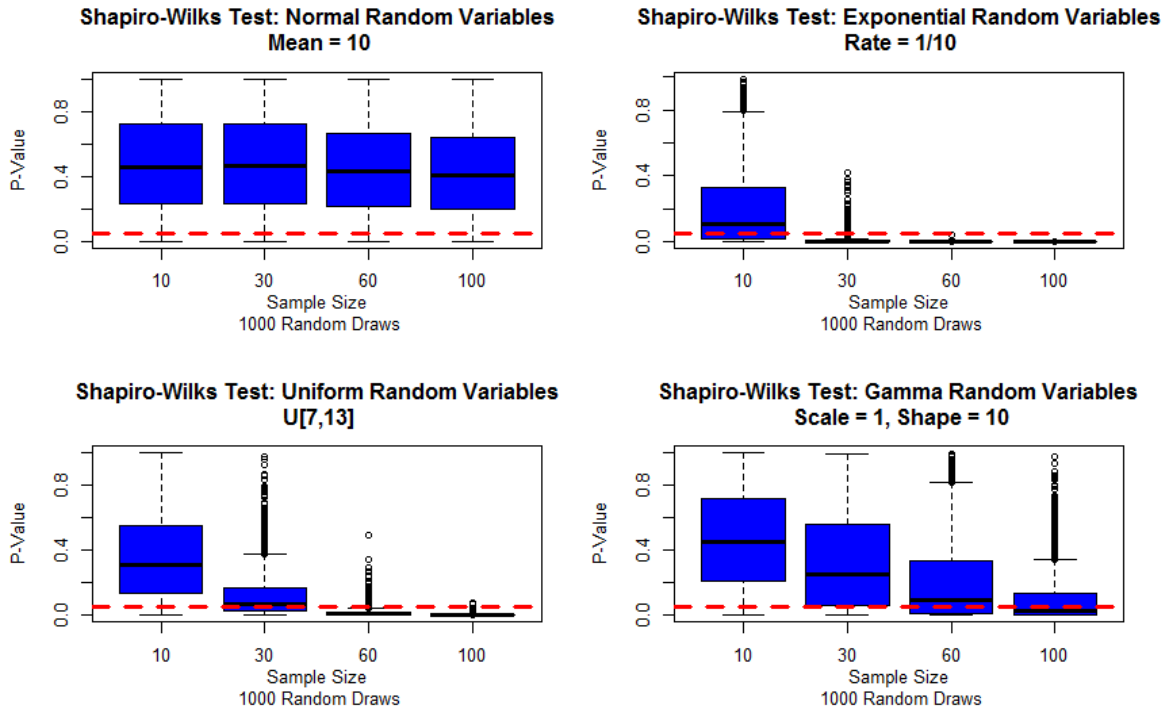 Shapiro-Wilks Test: Normal Random Variables
Mean = 10
P-Value
0.8
0.4
0.0
10 30 60 100
Sample Size
1000 Random Draws
Shapiro-Wilks Test: Exponential Random Variables
Rate = 1/10
P-Value
0.8
0.4
0.0
10 30 60 100
Sample Size
1000 Random Draws
Shapiro-Wilks Test: Uniform Random Variables
U[7,13]
P-Value
0.8
0.4
0.0
10 30 60 100
Sample Size
1000 Random Draws
Shapiro-Wilks Test: Gamma Random Variables
Scale = 1, Shape = 10
P-Value
0.8
0.4
0.0
10 30 60 100
Sample Size
1000 Random Draws